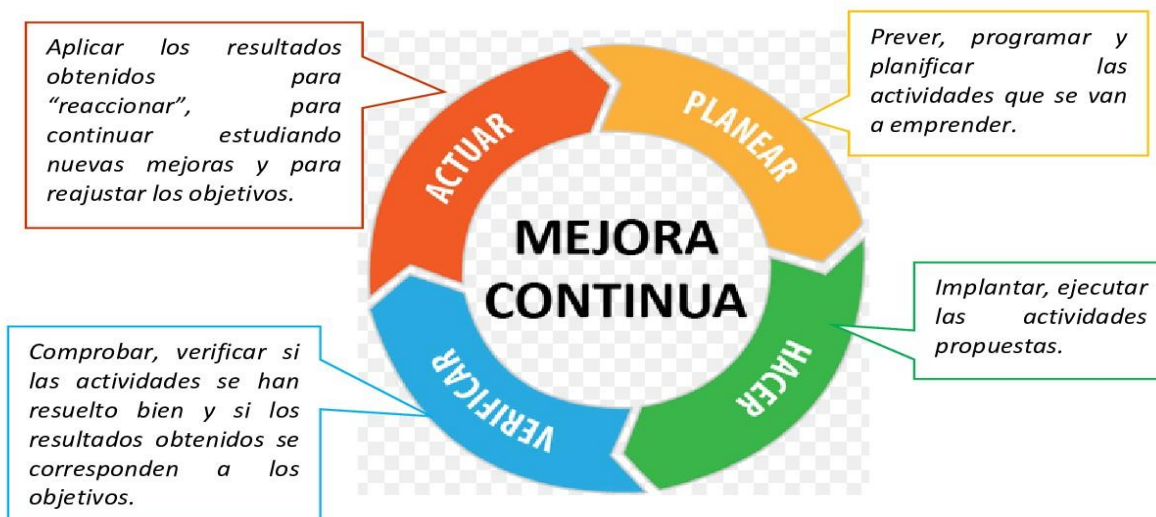 Aplicar los resultados
obtenidos para
“reaccionar”, para
continuar estudiando
nuevas mejoras y para
reajustar los objetivos.
Prever, programar y
planificar las
actividades que se van
a emprender.
ACTUAR
PLANEAR
MEJORA
CONTINUA
Implantar, ejecutar
las actividades
propuestas.
HACER
VERIFICAR
Comprobar, verificar si
las actividades se han
resuelto bien y si los
resultados obtenidos se
corresponden a los
objetivos.